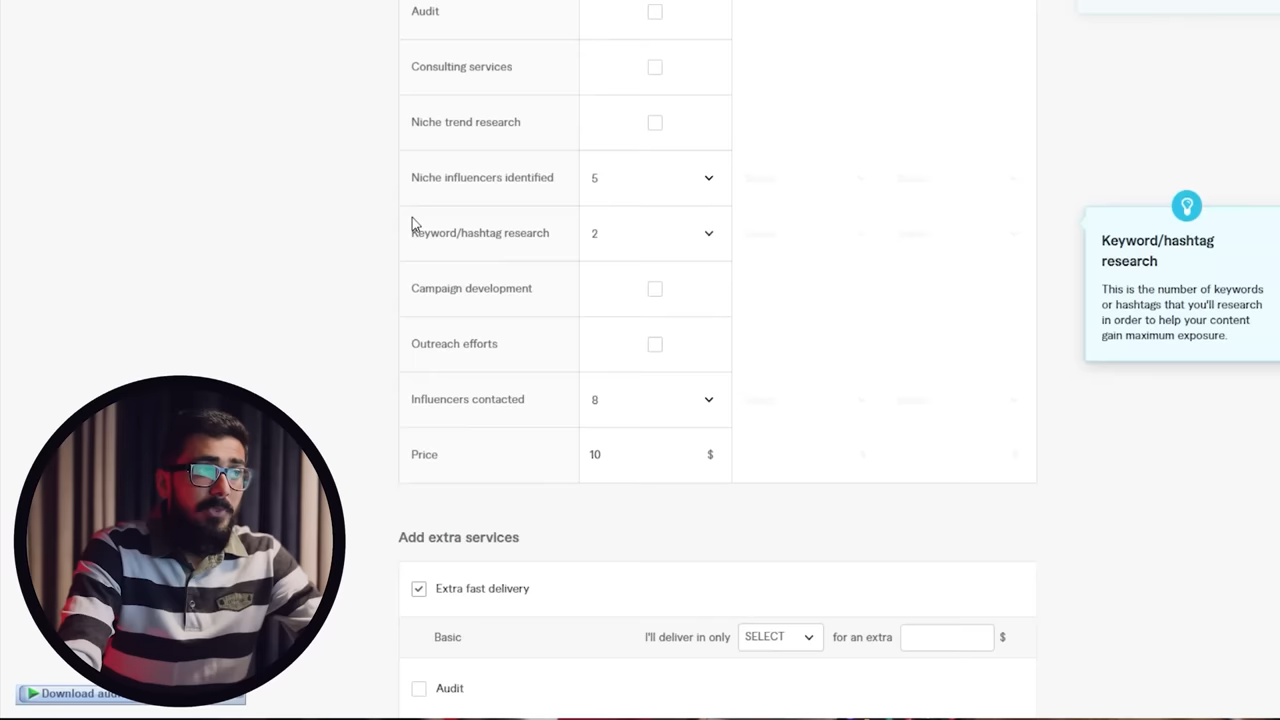 Audit
Consulting services
Niche trend research
Niche influencers identified 5
Keyword/hashtag research 2
Keyword/hashtag
research
This is the number of keywords
or hashtags that you'll research
in order to help your content
gain maximum exposure.
Campaign development
Outreach efforts
Influencers contacted 8
Price 10 $
Add extra services
Extra fast delivery
Basic I'll deliver in only SELECT for an extra $
Audit
Download